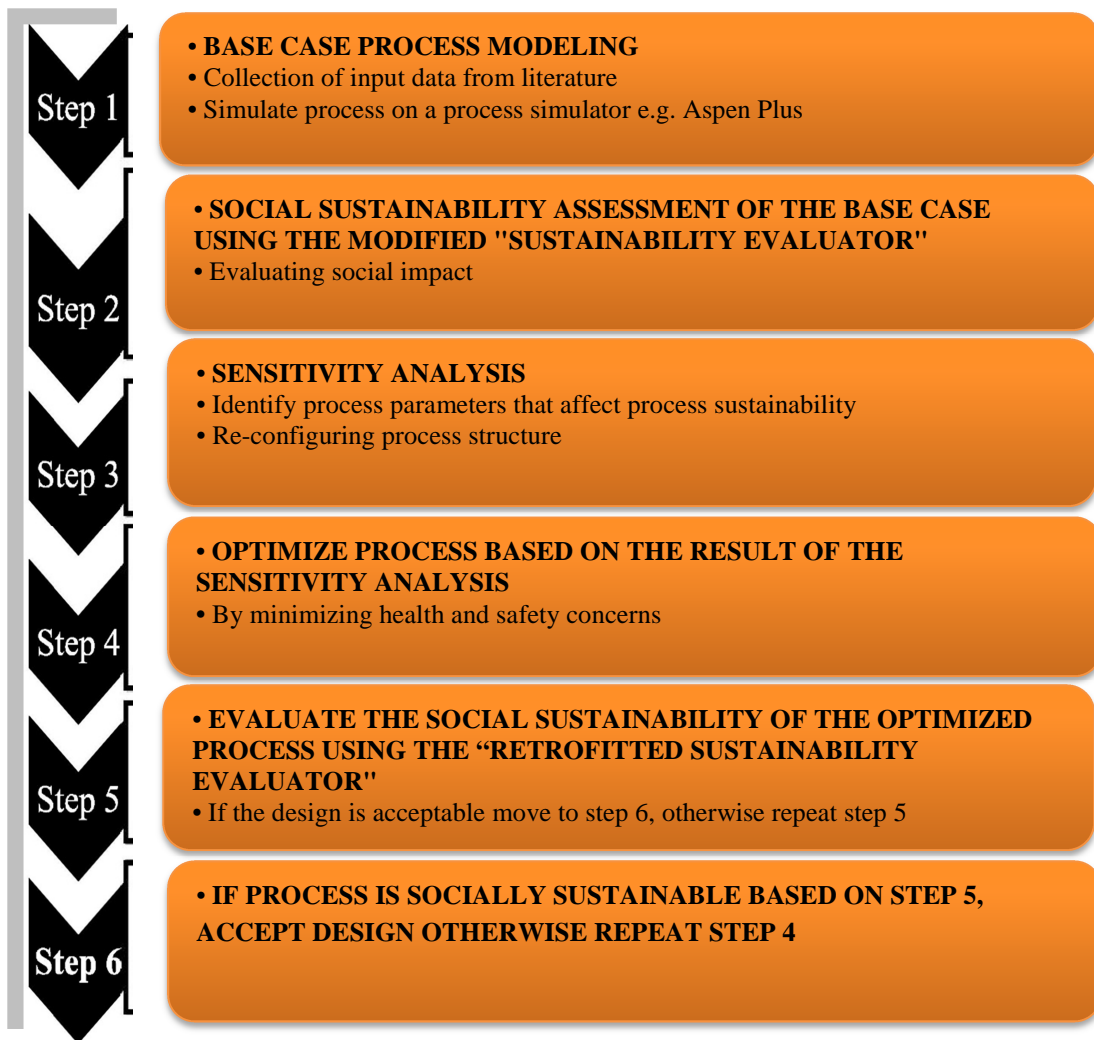 Step 1
• BASE CASE PROCESS MODELING
• Collection of input data from literature
• Simulate process on a process simulator e.g. Aspen Plus
Step 2
• SOCIAL SUSTAINABILITY ASSESSMENT OF THE BASE CASE
USING THE MODIFIED "SUSTAINABILITY EVALUATOR"
• Evaluating social impact
Step 3
• SENSITIVITY ANALYSIS
• Identify process parameters that affect process sustainability
• Re-configuring process structure
Step 4
• OPTIMIZE PROCESS BASED ON THE RESULT OF THE
SENSITIVITY ANALYSIS
• By minimizing health and safety concerns
Step 5
• EVALUATE THE SOCIAL SUSTAINABILITY OF THE OPTIMIZED
PROCESS USING THE “RETROFITTED SUSTAINABILITY
EVALUATOR"
• If the design is acceptable move to step 6, otherwise repeat step 5
Step 6
• IF PROCESS IS SOCIALLY SUSTAINABLE BASED ON STEP 5,
ACCEPT DESIGN OTHERWISE REPEAT STEP 4